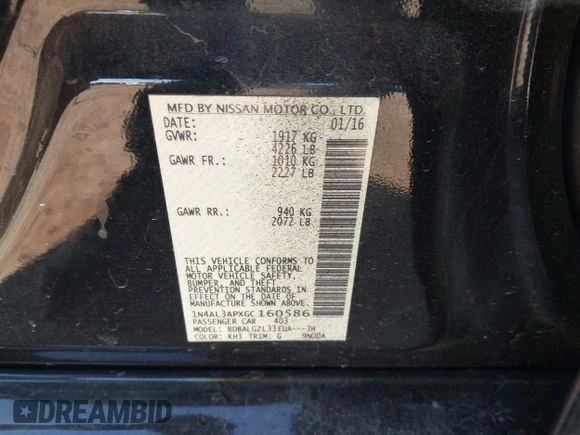 MFD BY NISSAN MOTOR CO., LTD.
DATE: 01/16
GVWR: 1917 KG
4226 LB
GAWR FR.: 1010 KG
2227 LB
GAWR RR.: 940 KG
2072 LB
THIS VEHICLE CONFORMS TO
ALL APPLICABLE FEDERAL
MOTOR VEHICLE SAFETY,
BUMPER, AND THEFT
PREVENTION STANDARDS IN
EFFECT ON THE DATE OF
MANUFACTURE SHOWN ABOVE.
1N4AL3APXGC160586
PASSENGER CAR 403
MODEL: BDBALGZL33EUA---JH
COLOR: KH3 TRIM: G 9NDDA
DREAMBID